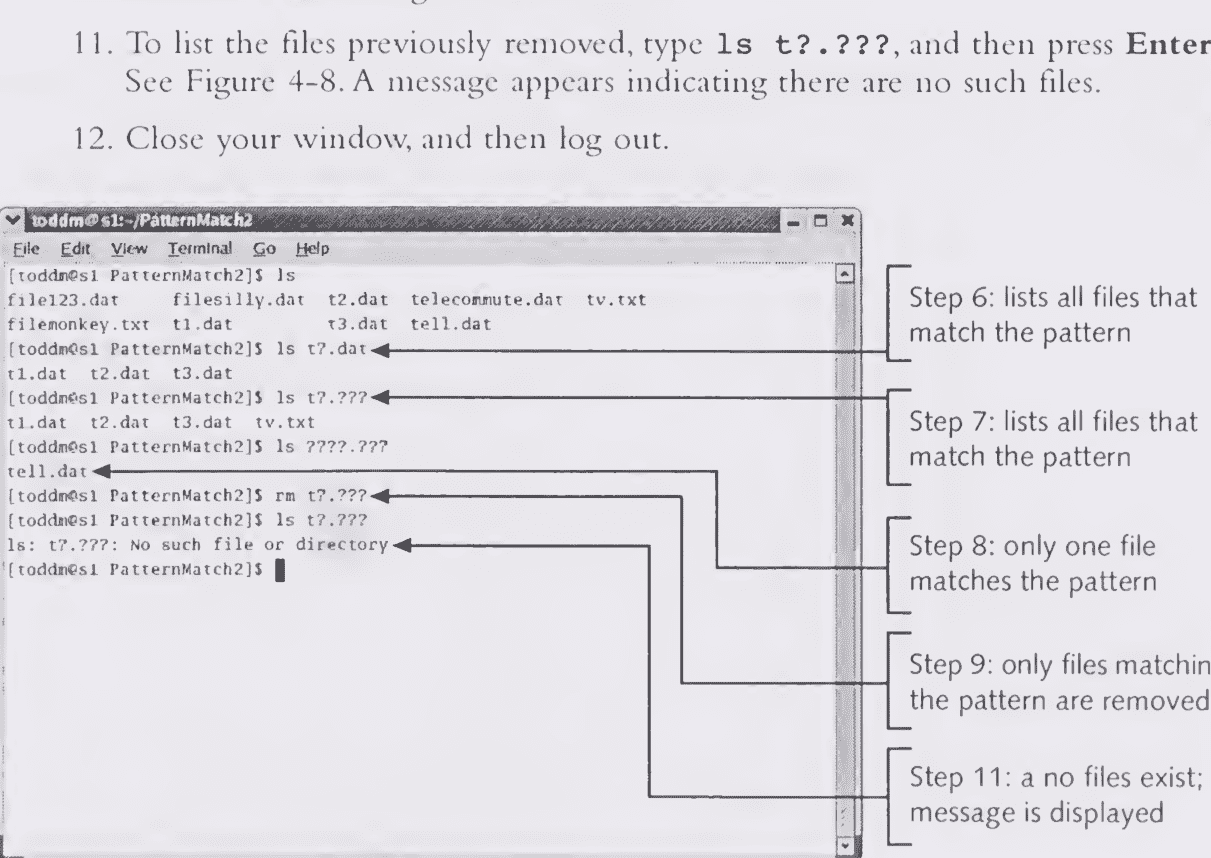 11. To list the files previously removed, type ls t?.???, and then press Enter
See Figure 4-8. A message appears indicating there are no such files.
12. Close your window, and then log out.
toddm@s1:~/PatternMatch2
File Edit View Terminal Go Help
[toddm@s1 PatternMatch2]$ ls
file123.dat filesilly.dat t2.dat telecommute.dat tv.txt
filemonkey.txt t1.dat t3.dat tell.dat
[toddm@s1 PatternMatch2]$ ls t?.dat
t1.dat t2.dat t3.dat
[toddm@s1 PatternMatch2]$ ls t?.???
t1.dat t2.dat t3.dat tv.txt
[toddm@s1 PatternMatch2]$ ls ????.???
tell.dat
[toddm@s1 PatternMatch2]$ rm t?.???
[toddm@s1 PatternMatch2]$ ls t?.???
ls: t?.???: No such file or directory
[toddm@s1 PatternMatch2]$
Step 6: lists all files that
match the pattern
Step 7: lists all files that
match the pattern
Step 8: only one file
matches the pattern
Step 9: only files matchin
the pattern are removed
Step 11: a no files exist;
message is displayed